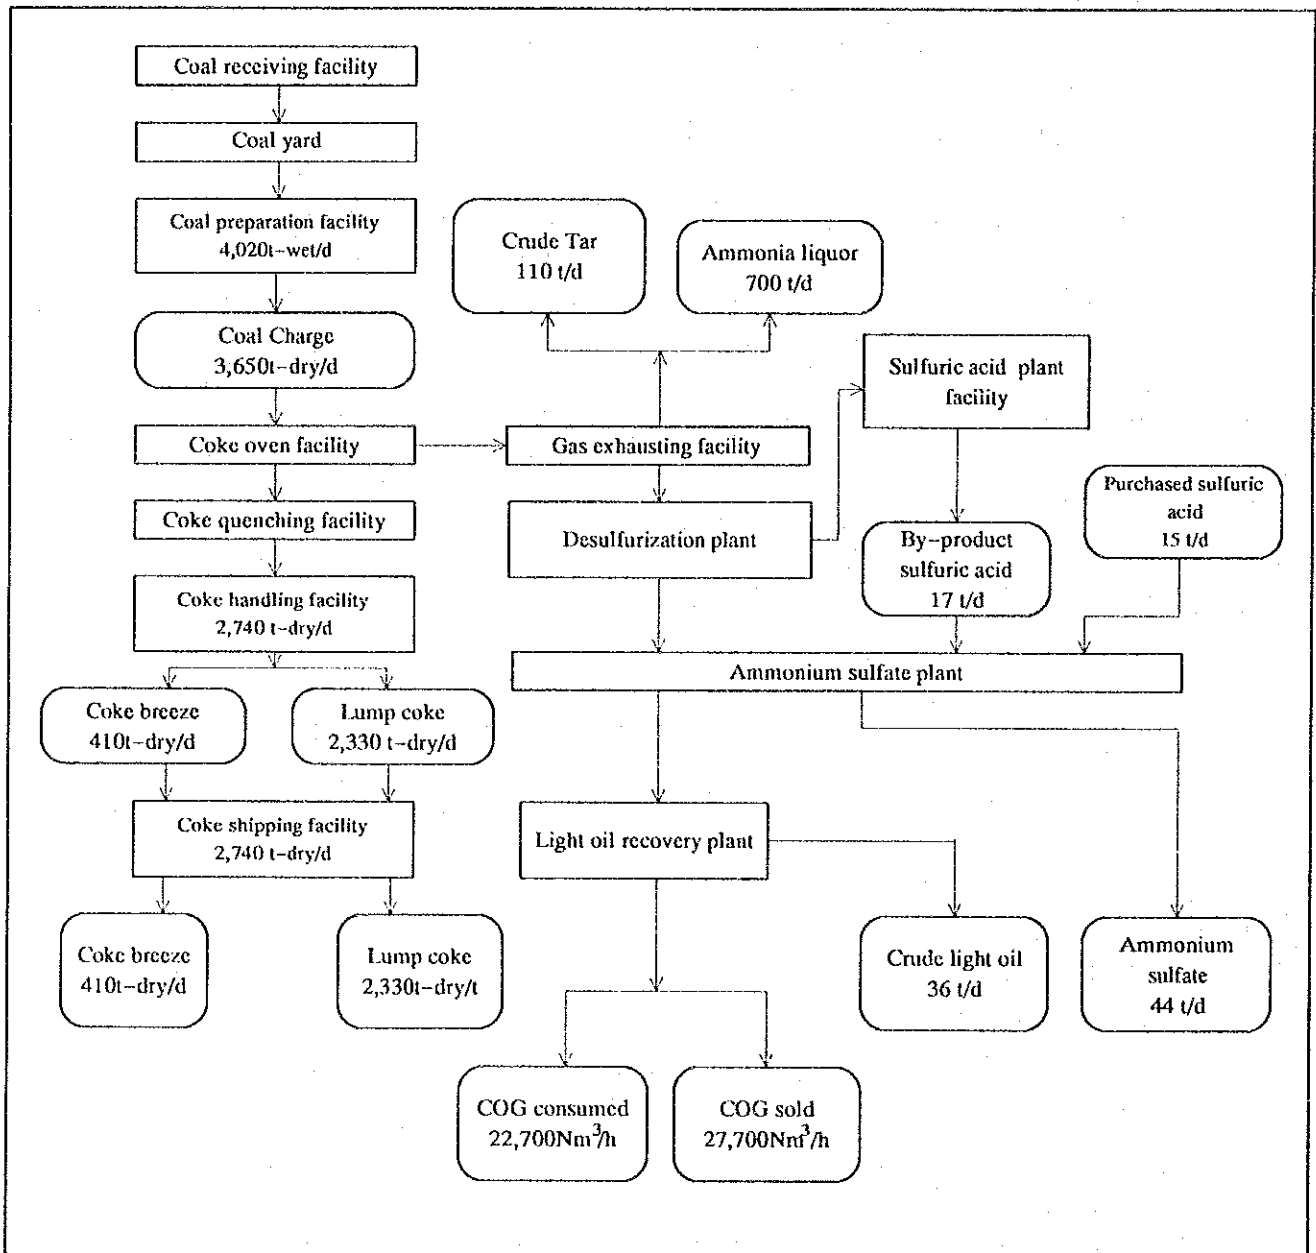 Coal receiving facility
Coal yard
Coal preparation facility
4,020t-wet/d
Coal Charge
3,650t-dry/d
Coke oven facility
Coke quenching facility
Coke handling facility
2,740 t-dry/d
Coke breeze
410t-dry/d
Lump coke
2,330 t-dry/d
Coke shipping facility
2,740 t-dry/d
Coke breeze
410t-dry/d
Lump coke
2,330t-dry/t
Crude Tar
110 t/d
Ammonia liquor
700 t/d
Gas exhausting facility
Desulfurization plant
Sulfuric acid plant
facility
By-product
sulfuric acid
17 t/d
Purchased sulfuric
acid
15 t/d
Ammonium sulfate plant
Light oil recovery plant
Crude light oil
36 t/d
Ammonium
sulfate
44 t/d
COG consumed
22,700Nm³/h
COG sold
27,700Nm³/h